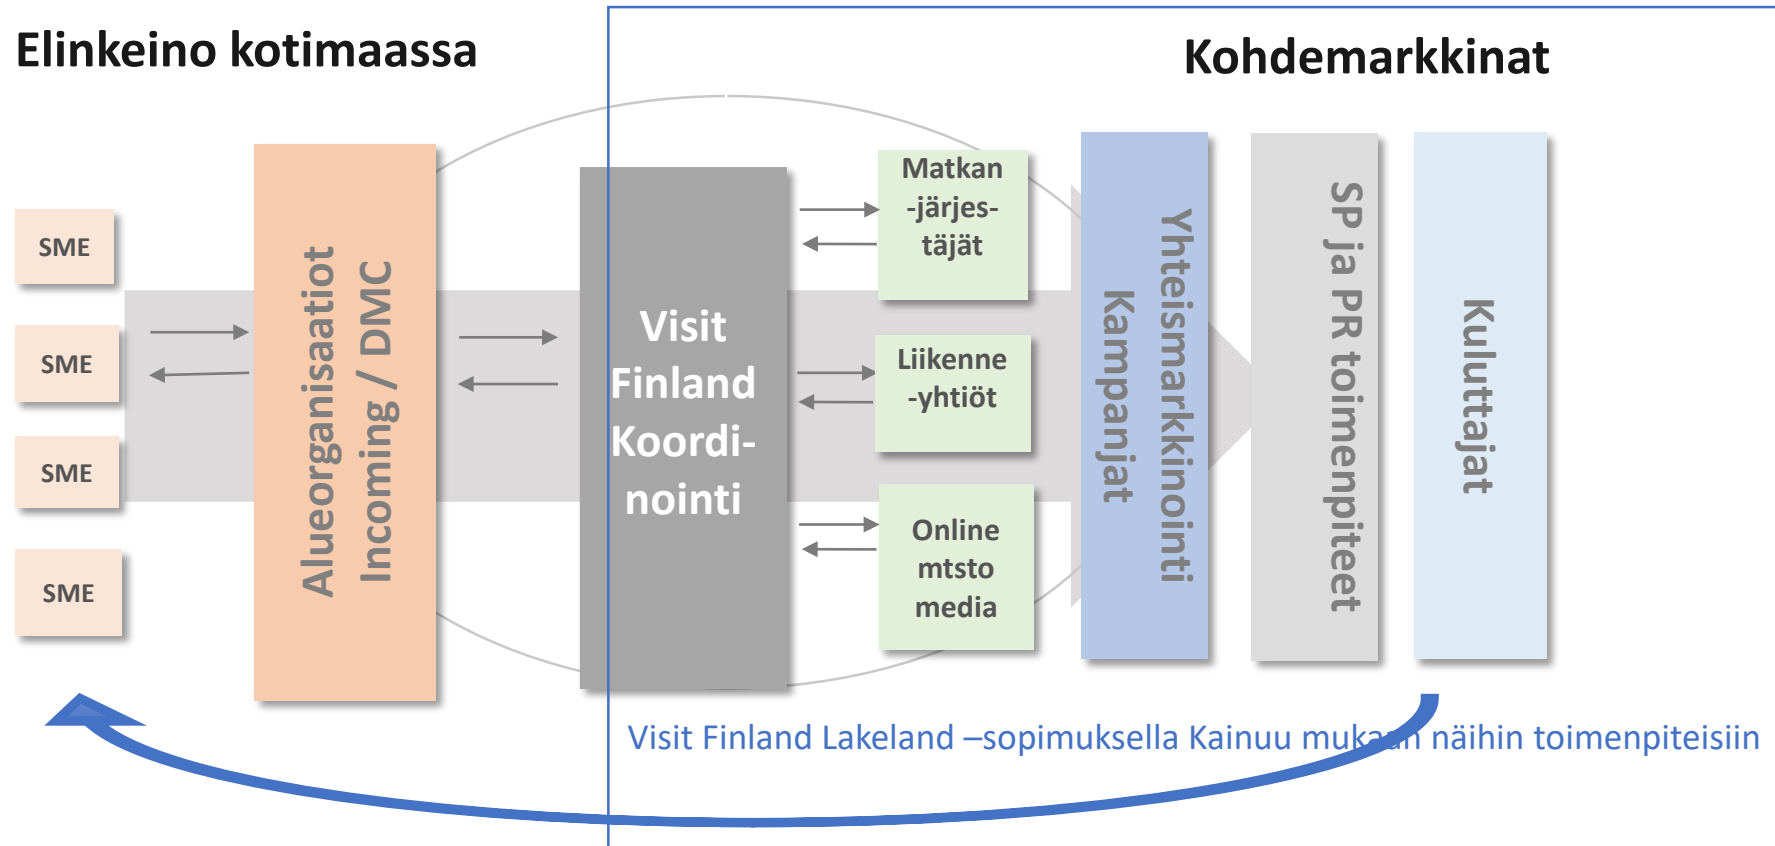 Elinkeino kotimaassa
Kohdemarkkinat
SME
SME
SME
SME
Alueorganisaatiot
Incoming / DMC
Visit
Finland
Koordi-
nointi
Matkan
-järjes-
täjät
Liikenne
-yhtiöt
Online
mtsto
media
Yhteismarkkinointi
Kampanjat
SP ja PR toimenpiteet
Kuluttajat
Visit Finland Lakeland –sopimuksella Kainuu mukaan näihin toimenpiteisiin